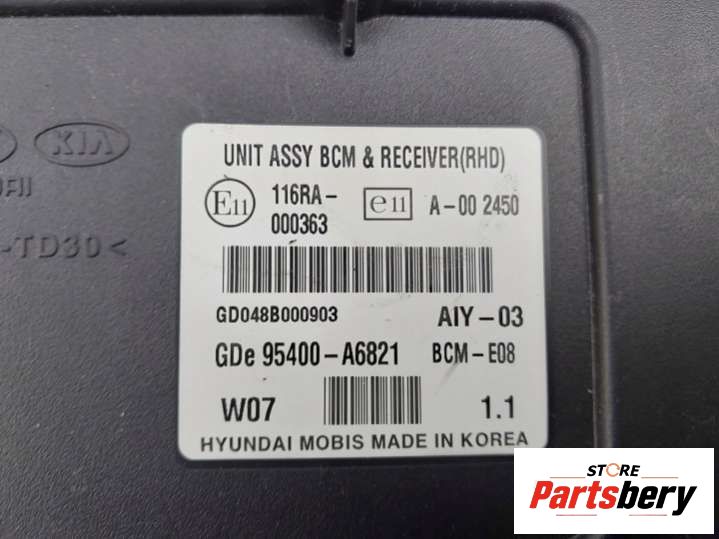 KIA
-TD30<
UNIT ASSY BCM & RECEIVER(RHD)
E11 116RA-000363 e11 A-00 2450
GD048B000903 AIY-03
GDe 95400-A6821 BCM-E08
W07 1.1
HYUNDAI MOBIS MADE IN KOREA
STORE
Partsbery